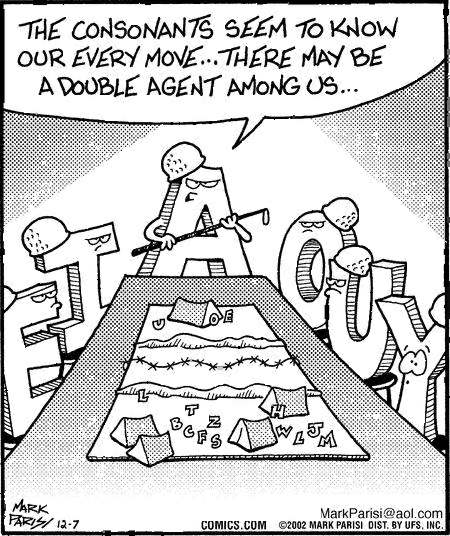 THE CONSONANTS SEEM TO KNOW
OUR EVERY MOVE...THERE MAY BE
A DOUBLE AGENT AMONG US...
A
I
O
U
E
Y
U O E
L T H
B C F S Z W L J M
MARK
PARISI 12-7
MarkParisi@aol.com
COMICS.COM ©2002 MARK PARISI DIST. BY UFS, INC.